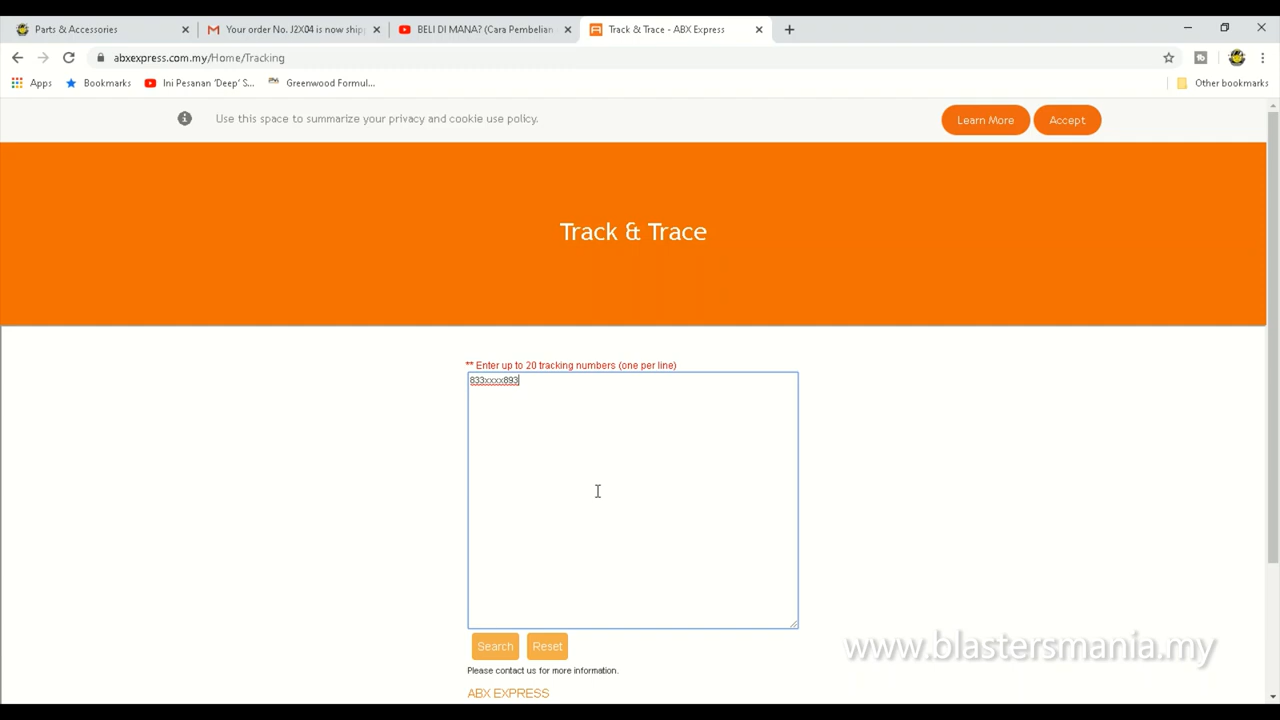 Parts & Accessories
Your order No. J2X04 is now ship
BELI DI MANA? (Cara Pembelian
Track & Trace - ABX Express
abxexpress.com.my/Home/Tracking
Apps
Bookmarks
Ini Pesanan 'Deep' S...
Greenwood Formul...
Other bookmarks
Use this space to summarize your privacy and cookie use policy.
Learn More
Accept
Track & Trace
** Enter up to 20 tracking numbers (one per line)
833xxxx893
Search
Reset
www.blastersmania.my
Please contact us for more information.
ABX EXPRESS